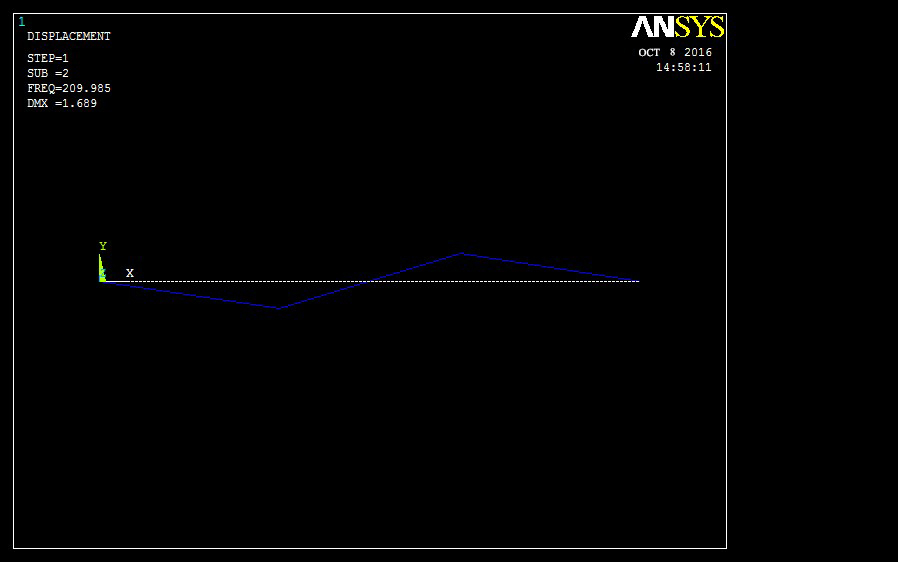 1
DISPLACEMENT
STEP=1
SUB =2
FREQ=209.985
DMX =1.689
ANSYS
OCT 8 2016
14:58:11
Y
X